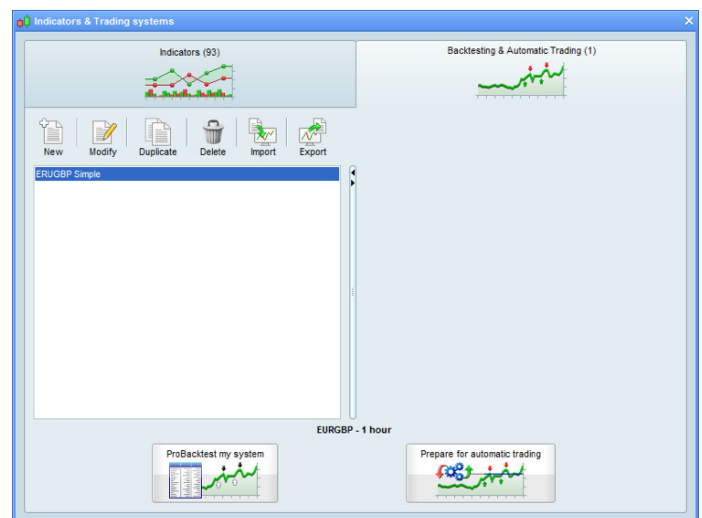 Indicators & Trading systems
Indicators (93)
Backtesting & Automatic Trading (1)
New Modify Duplicate Delete Import Export
ERUGBP Simple
EURGBP - 1 hour
ProBacktest my system
Prepare for automatic trading